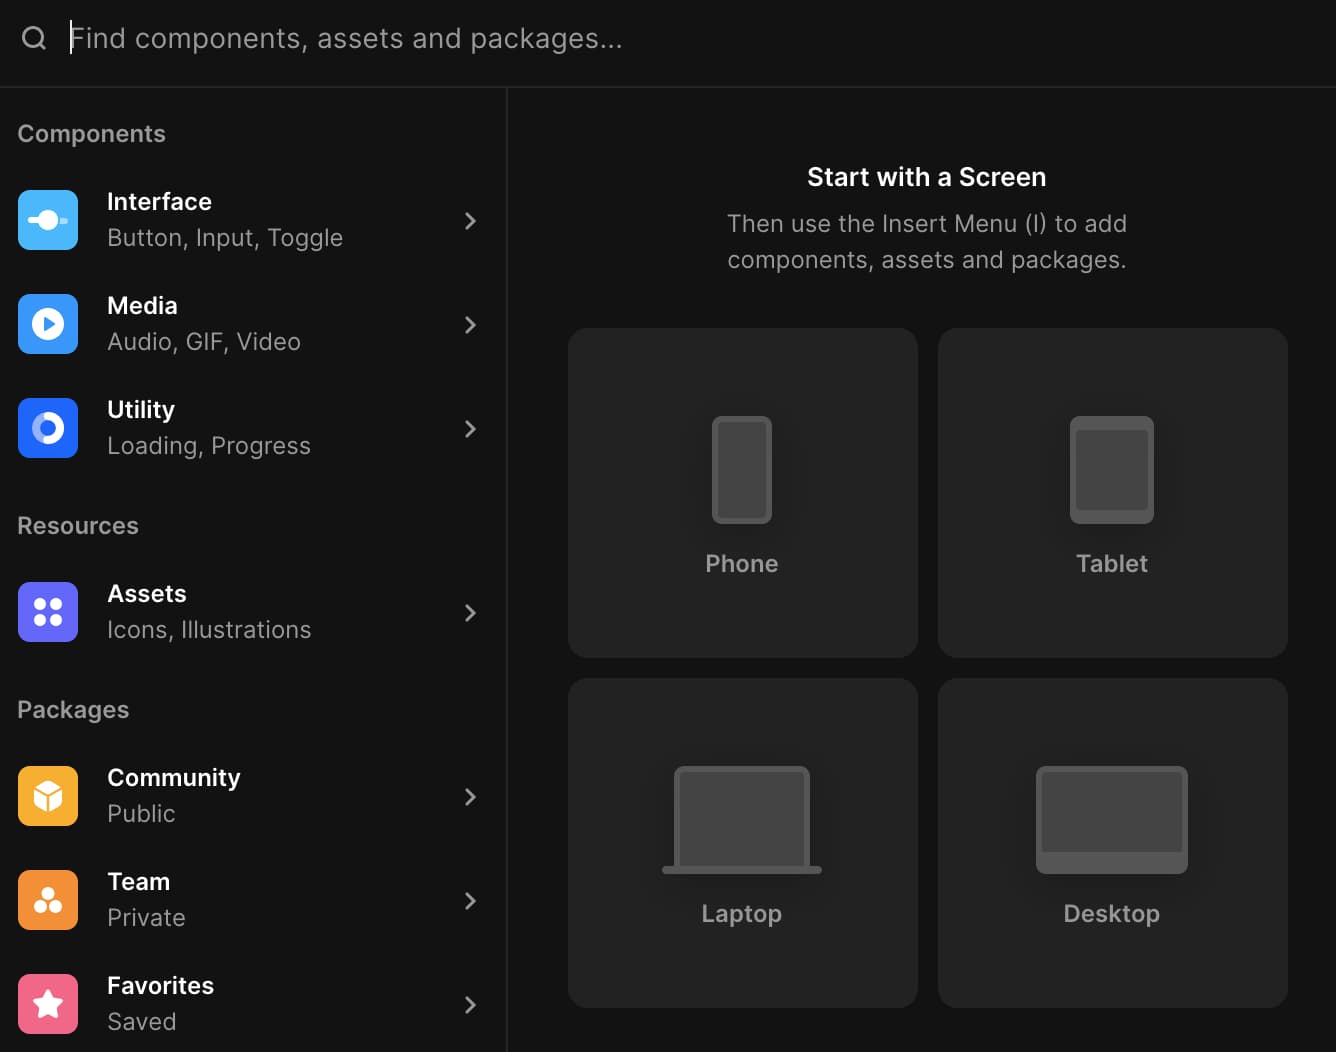 Find components, assets and packages...
Components
Interface
Button, Input, Toggle
Media
Audio, GIF, Video
Utility
Loading, Progress
Resources
Assets
Icons, Illustrations
Packages
Community
Public
Team
Private
Favorites
Saved
Start with a Screen
Then use the Insert Menu (I) to add
components, assets and packages.
Phone
Tablet
Laptop
Desktop